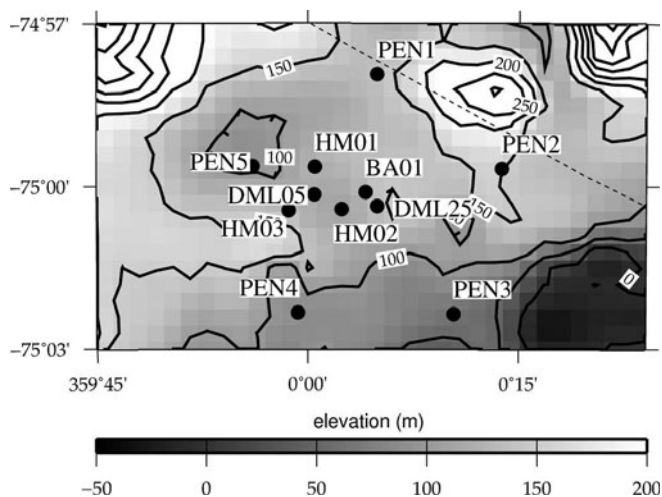 −74°57'
PEN1
200
150
250
HM01
PEN2
PEN5
100
BA01
−75°00'
DML05
DML25
150
HM03
HM02
100
PEN4
PEN3
0
−75°03'
359°45' 0°00' 0°15'
elevation (m)
−50 0 50 100 150 200